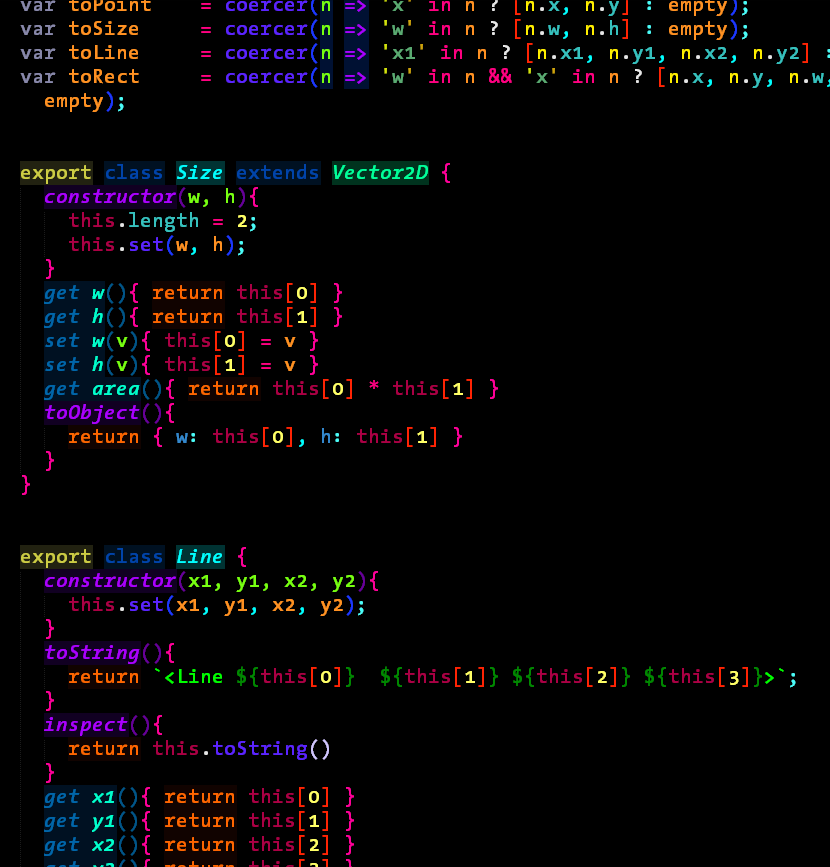 var toPoint    = coercer(n => 'x' in n ? [n.x, n.y] : empty);
var toSize     = coercer(n => 'w' in n ? [n.w, n.h] : empty);
var toLine     = coercer(n => 'x1' in n ? [n.x1, n.y1, n.x2, n.y2] :
var toRect     = coercer(n => 'w' in n && 'x' in n ? [n.x, n.y, n.w,
  empty);
export class Size extends Vector2D {
  constructor(w, h){
    this.length = 2;
    this.set(w, h);
  }
  get w(){ return this[0] }
  get h(){ return this[1] }
  set w(v){ this[0] = v }
  set h(v){ this[1] = v }
  get area(){ return this[0] * this[1] }
  toObject(){
    return { w: this[0], h: this[1] }
  }
}
export class Line {
  constructor(x1, y1, x2, y2){
    this.set(x1, y1, x2, y2);
  }
  toString(){
    return `<Line ${this[0]}  ${this[1]} ${this[2]} ${this[3]}>`;
  }
  inspect(){
    return this.toString()
  }
  get x1(){ return this[0] }
  get y1(){ return this[1] }
  get x2(){ return this[2] }